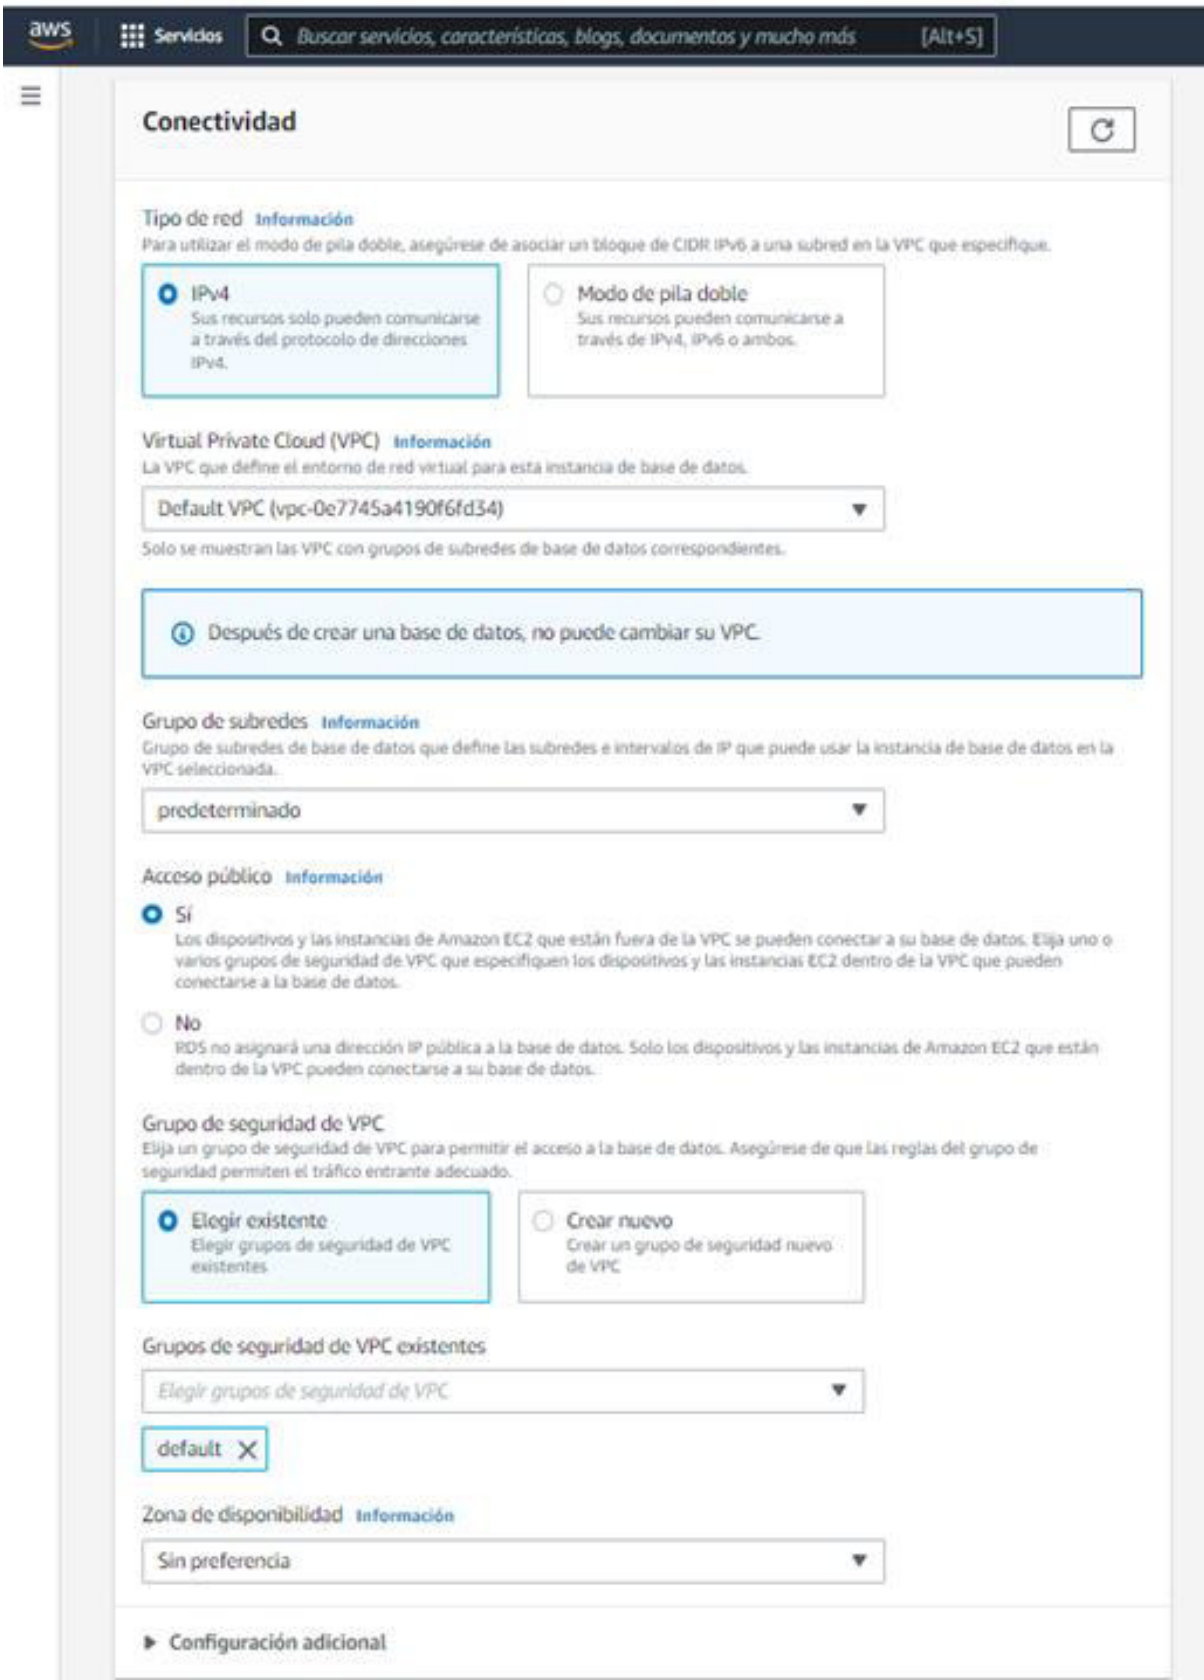 aws
Servicios
Buscar servicios, características, blogs, documentos y mucho más
[Alt+S]
Conectividad
Tipo de red Información
Para utilizar el modo de pila doble, asegúrese de asociar un bloque de CIDR IPv6 a una subred en la VPC que especifique.
IPv4
Sus recursos solo pueden comunicarse
a través del protocolo de direcciones
IPv4.
Modo de pila doble
Sus recursos pueden comunicarse a
través de IPv4, IPv6 o ambos.
Virtual Private Cloud (VPC) Información
La VPC que define el entorno de red virtual para esta instancia de base de datos.
Default VPC (vpc-0e7745a4190f6fd34)
Solo se muestran las VPC con grupos de subredes de base de datos correspondientes.
Después de crear una base de datos, no puede cambiar su VPC.
Grupo de subredes Información
Grupo de subredes de base de datos que define las subredes e intervalos de IP que puede usar la instancia de base de datos en la
VPC seleccionada.
predeterminado
Acceso público Información
Sí
Los dispositivos y las instancias de Amazon EC2 que están fuera de la VPC se pueden conectar a su base de datos. Elija uno o
varios grupos de seguridad de VPC que especifiquen los dispositivos y las instancias EC2 dentro de la VPC que pueden
conectarse a la base de datos.
No
RDS no asignará una dirección IP pública a la base de datos. Solo los dispositivos y las instancias de Amazon EC2 que están
dentro de la VPC pueden conectarse a su base de datos.
Grupo de seguridad de VPC
Elija un grupo de seguridad de VPC para permitir el acceso a la base de datos. Asegúrese de que las reglas del grupo de
seguridad permiten el tráfico entrante adecuado.
Elegir existente
Elegir grupos de seguridad de VPC
existentes
Crear nuevo
Crear un grupo de seguridad nuevo
de VPC
Grupos de seguridad de VPC existentes
Elegir grupos de seguridad de VPC
default
Zona de disponibilidad Información
Sin preferencia
Configuración adicional